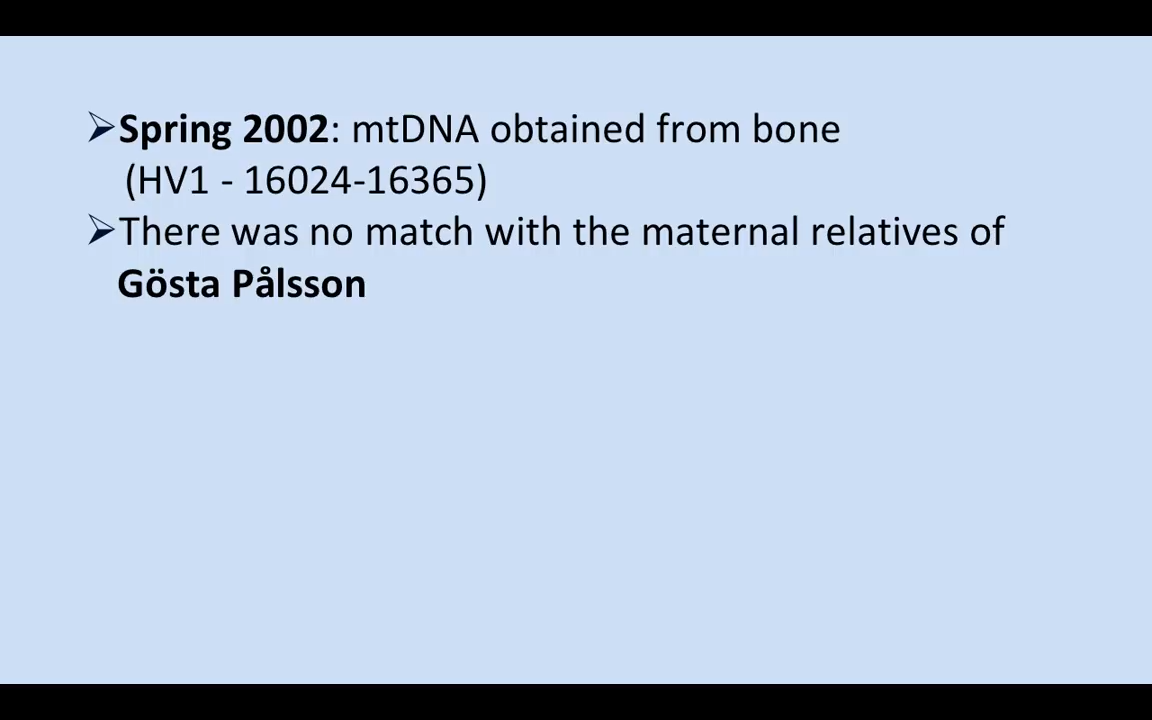 ➢Spring 2002: mtDNA obtained from bone
(HV1 - 16024-16365)
➢There was no match with the maternal relatives of
Gösta Pålsson